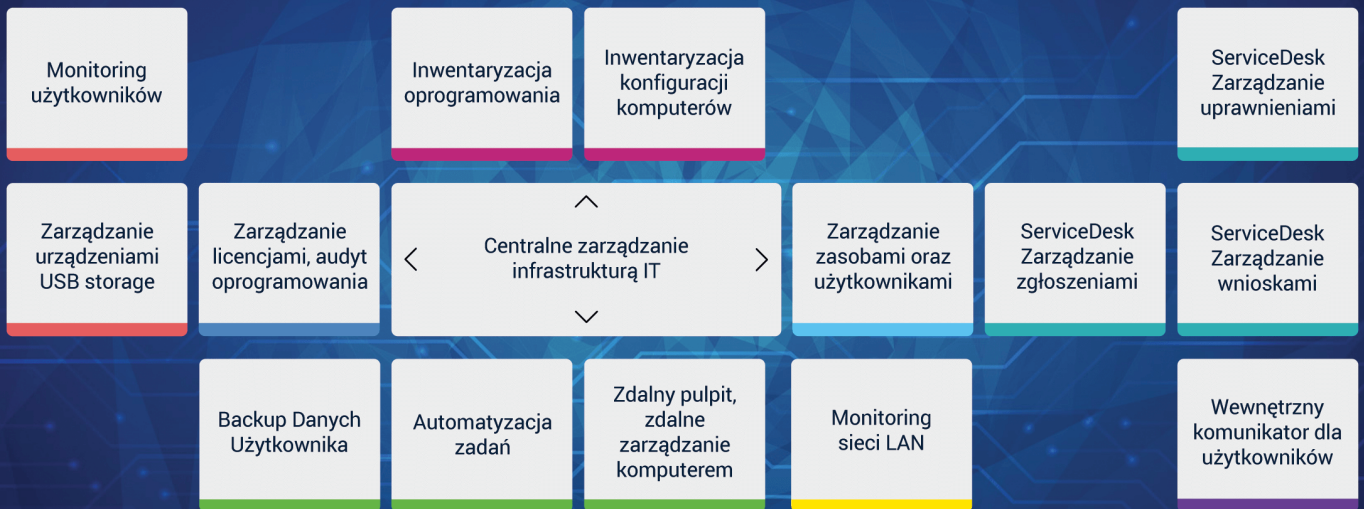 Monitoring
użytkowników
Inwentaryzacja
oprogramowania
Inwentaryzacja
konfiguracji
komputerów
ServiceDesk
Zarządzanie
uprawnieniami
Zarządzanie
urządzeniami
USB storage
Zarządzanie
licencjami, audyt
oprogramowania
Centralne zarządzanie
infrastrukturą IT
Zarządzanie
zasobami oraz
użytkownikami
ServiceDesk
Zarządzanie
zgłoszeniami
ServiceDesk
Zarządzanie
wnioskami
Backup Danych
Użytkownika
Automatyzacja
zadań
Zdalny pulpit,
zdalne
zarządzanie
komputerem
Monitoring
sieci LAN
Wewnętrzny
komunikator dla
użytkowników